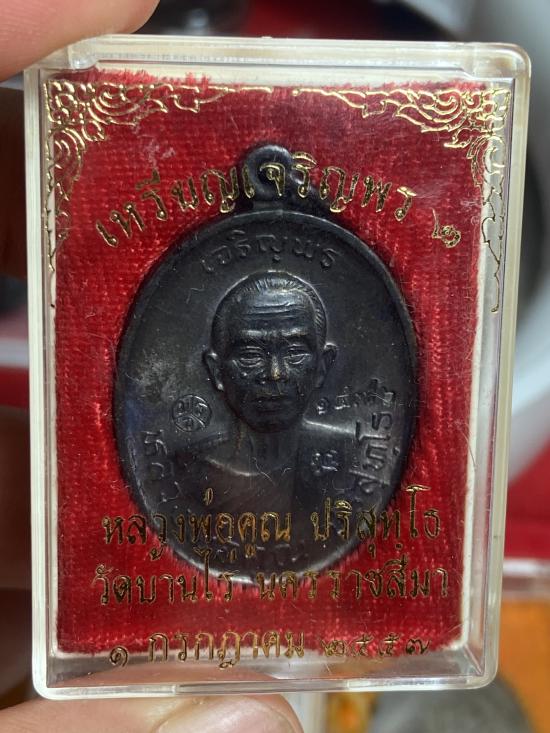 เหรียญเจริญพร ๒
เจริญพร
หลวงพ่อคูณ ปริสุทฺโธ
วัดบ้านไร่ นครราชสีมา
๑ กรกฎาคม ๒๕๕๗